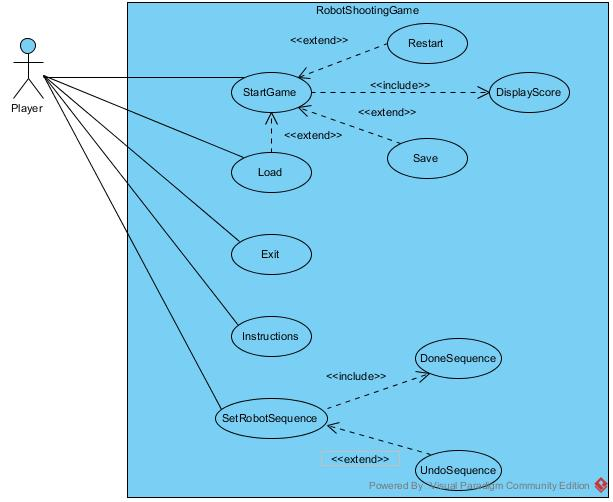 RobotShootingGame
Player
StartGame
<<extend>>
Restart
<<include>>
DisplayScore
<<extend>>
<<extend>>
Save
Load
Exit
Instructions
DoneSequence
<<include>>
SetRobotSequence
<<extend>>
UndoSequence
Powered By Visual Paradigm Community Edition